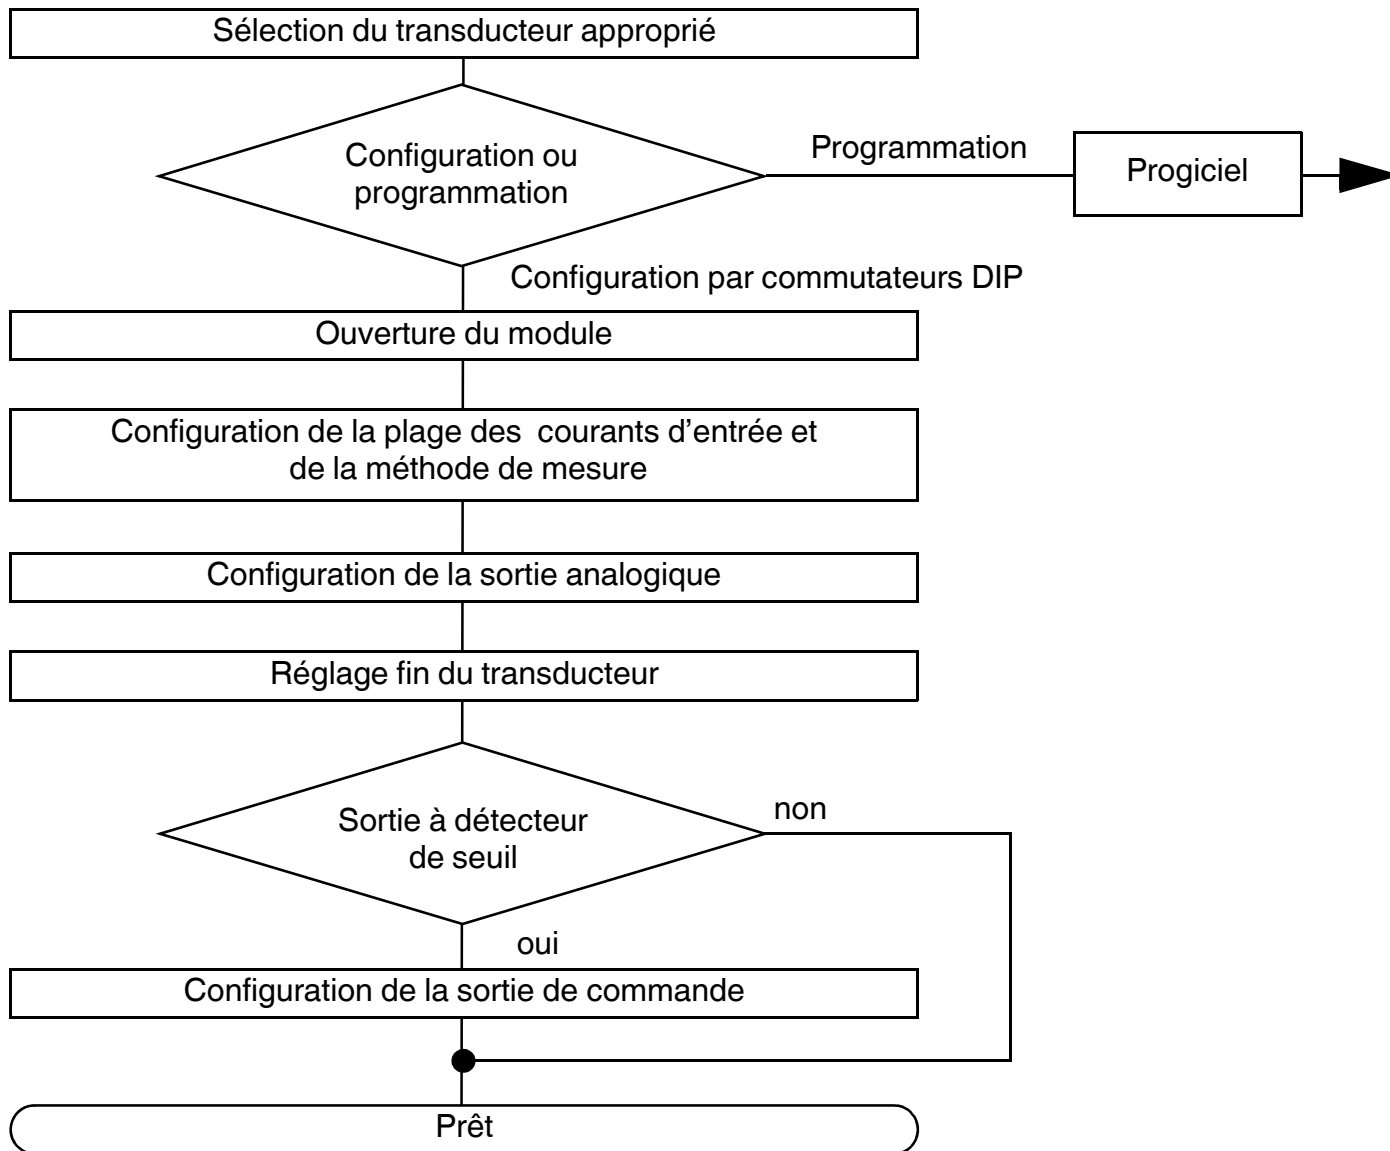 Sélection du transducteur approprié
Configuration ou
programmation
Programmation
Progiciel
Configuration par commutateurs DIP
Ouverture du module
Configuration de la plage des  courants d'entrée et
de la méthode de mesure
Configuration de la sortie analogique
Réglage fin du transducteur
Sortie à détecteur
de seuil
non
oui
Configuration de la sortie de commande
Prêt